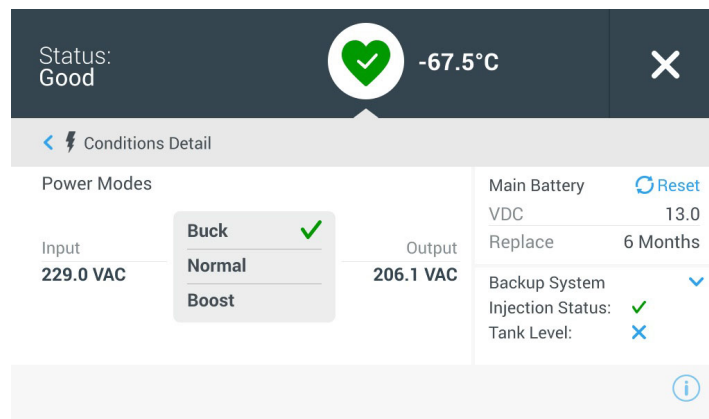 Status:
Good
-67.5°C
Conditions Detail
Power Modes
Input
229.0 VAC
Buck
Normal
Boost
Output
206.1 VAC
Main Battery
Reset
VDC 13.0
Replace 6 Months
Backup System
Injection Status:
Tank Level: